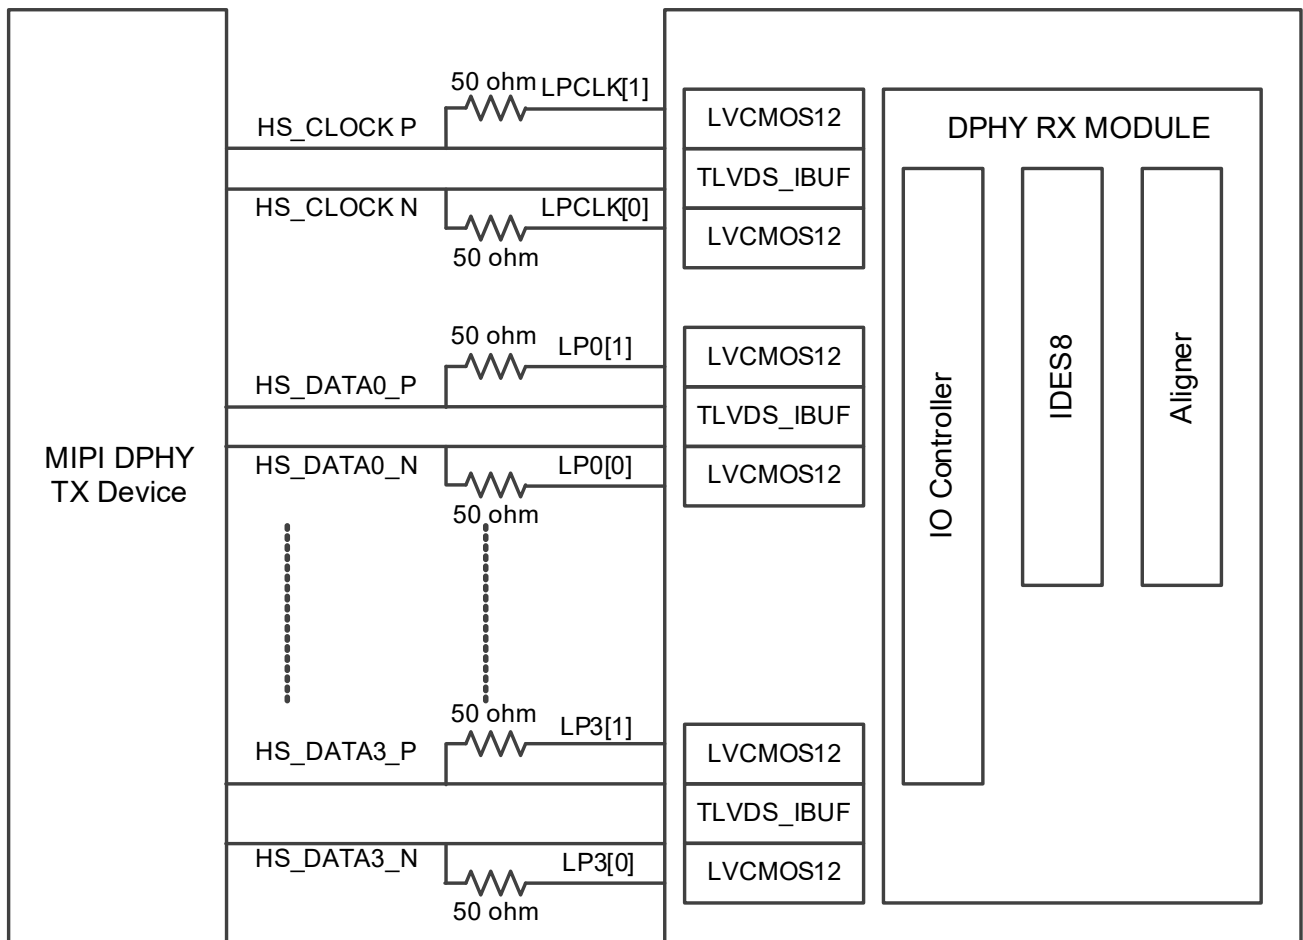 50 ohm
LPCLK[1]
HS_CLOCK P
HS_CLOCK N
LPCLK[0]
50 ohm
LVCMOS12
TLVDS_IBUF
LVCMOS12
50 ohm
LP0[1]
HS_DATA0_P
HS_DATA0_N
LP0[0]
50 ohm
LVCMOS12
TLVDS_IBUF
LVCMOS12
MIPI DPHY
TX Device
50 ohm
LP3[1]
HS_DATA3_P
HS_DATA3_N
LP3[0]
50 ohm
LVCMOS12
TLVDS_IBUF
LVCMOS12
DPHY RX MODULE
IO Controller
IDES8
Aligner